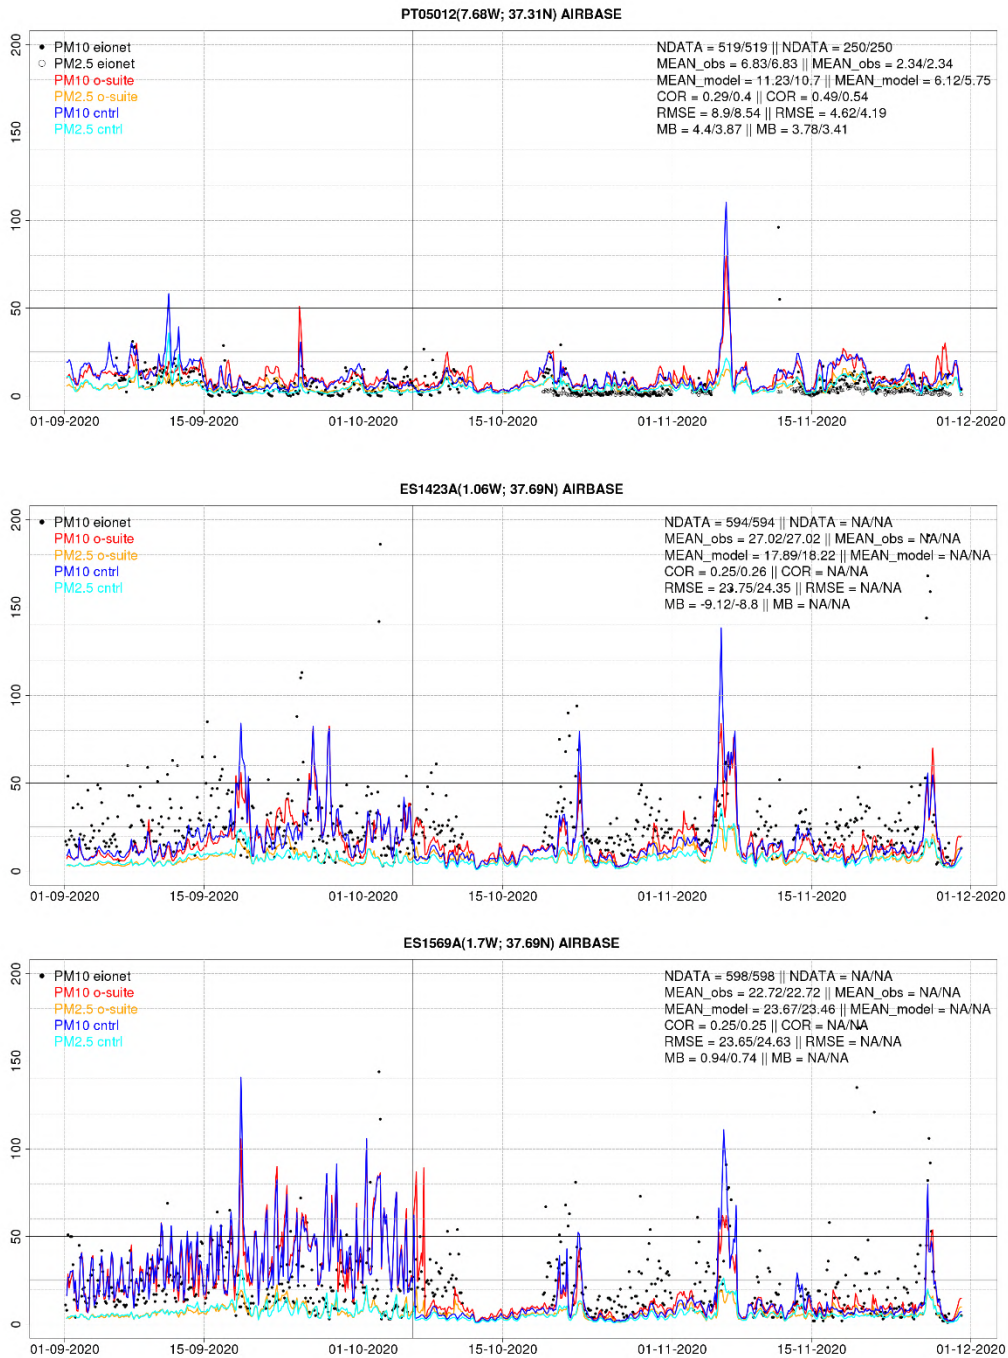 PT05012(7.68W; 37.31N) AIRBASE
200
150
100
50
0
PM10 eionet
PM2.5 eionet
PM10 o-suite
PM2.5 o-suite
PM10 cntrl
PM2.5 cntrl
NDATA = 519/519 || NDATA = 250/250
MEAN_obs = 6.83/6.83 || MEAN_obs = 2.34/2.34
MEAN_model = 11.23/10.7 || MEAN_model = 6.12/5.75
COR = 0.29/0.4 || COR = 0.49/0.54
RMSE = 8.9/8.54 || RMSE = 4.62/4.19
MB = 4.4/3.87 || MB = 3.78/3.41
01-09-2020 15-09-2020 01-10-2020 15-10-2020 01-11-2020 15-11-2020 01-12-2020
ES1423A(1.06W; 37.69N) AIRBASE
200
150
100
50
0
PM10 eionet
PM10 o-suite
PM2.5 o-suite
PM10 cntrl
PM2.5 cntrl
NDATA = 594/594 || NDATA = NA/NA
MEAN_obs = 27.02/27.02 || MEAN_obs = NA/NA
MEAN_model = 17.89/18.22 || MEAN_model = NA/NA
COR = 0.25/0.26 || COR = NA/NA
RMSE = 23.75/24.35 || RMSE = NA/NA
MB = -9.12/-8.8 || MB = NA/NA
01-09-2020 15-09-2020 01-10-2020 15-10-2020 01-11-2020 15-11-2020 01-12-2020
ES1569A(1.7W; 37.69N) AIRBASE
200
150
100
50
0
PM10 eionet
PM10 o-suite
PM2.5 o-suite
PM10 cntrl
PM2.5 cntrl
NDATA = 598/598 || NDATA = NA/NA
MEAN_obs = 22.72/22.72 || MEAN_obs = NA/NA
MEAN_model = 23.67/23.46 || MEAN_model = NA/NA
COR = 0.25/0.25 || COR = NA/NA
RMSE = 23.65/24.63 || RMSE = NA/NA
MB = 0.94/0.74 || MB = NA/NA
01-09-2020 15-09-2020 01-10-2020 15-10-2020 01-11-2020 15-11-2020 01-12-2020